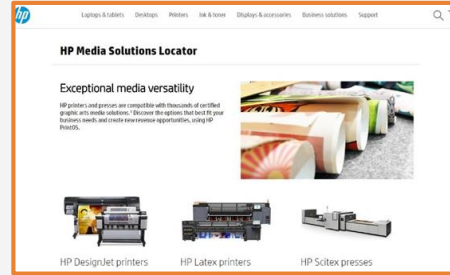 hp
Laptops & tablets Desktops Printers Ink & toner Displays & accessories Business solutions Support
HP Media Solutions Locator
Exceptional media versatility
HP printers and presses are compatible with thousands of certified
graphic arts media solutions.¹ Discover the options that best fit your
business needs and create new revenue opportunities, using HP
PrintOS.
HP DesignJet printers HP Latex printers HP Scitex presses